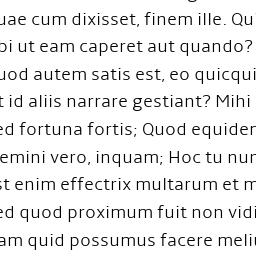 uae cum dixisset, finem ille. Qu
bi ut eam caperet aut quando?
uod autem satis est, eo quicqui
t id aliis narrare gestiant? Mihi
ed fortuna fortis; Quod equider
emini vero, inquam; Hoc tu nur
st enim effectrix multarum et m
ed quod proximum fuit non vidi
am quid possumus facere meliu